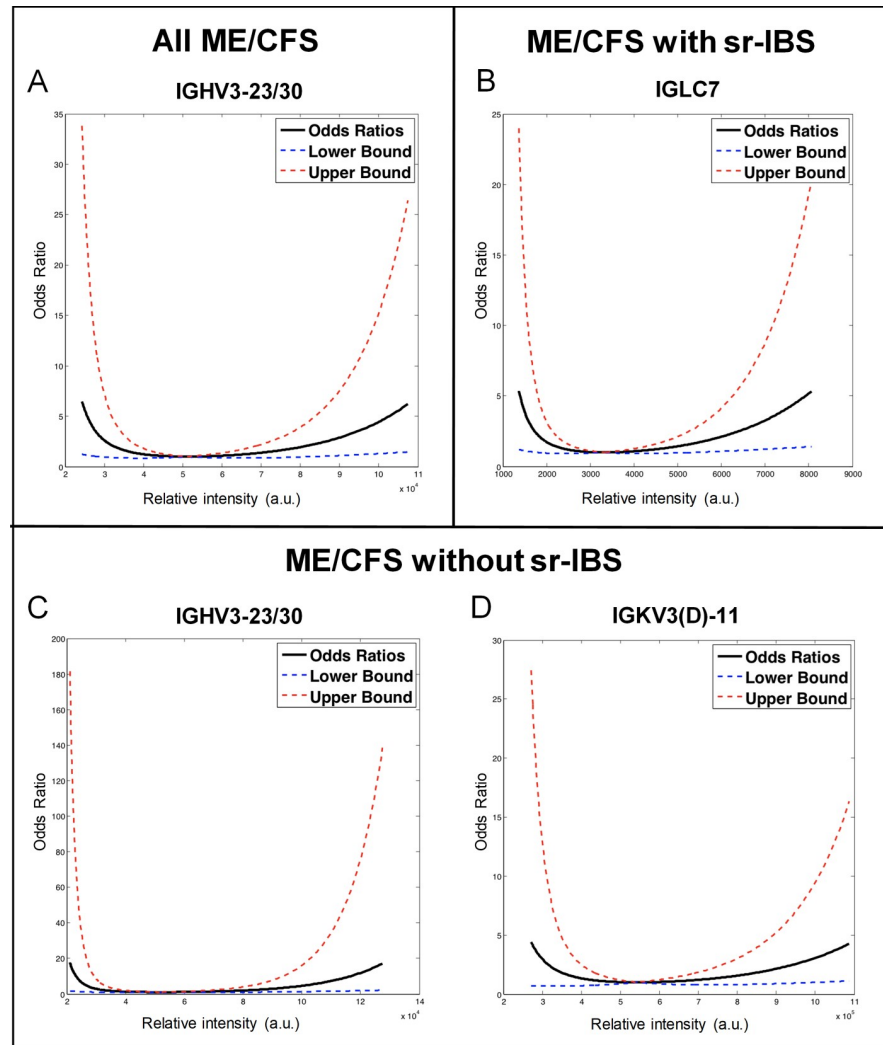 All ME/CFS
ME/CFS with sr-IBS
A
IGHV3-23/30
35
30
25
20
15
10
5
0
Odds Ratio
Odds Ratios
Lower Bound
Upper Bound
2 3 4 5 6 7 8 9 10 11
x 10⁴
Relative intensity (a.u.)
B
IGLC7
25
20
15
10
5
0
Odds Ratio
Odds Ratios
Lower Bound
Upper Bound
1000 2000 3000 4000 5000 6000 7000 8000 9000
Relative intensity (a.u.)
ME/CFS without sr-IBS
C
IGHV3-23/30
200
180
160
140
120
100
80
60
40
20
0
Odds Ratio
Odds Ratios
Lower Bound
Upper Bound
2 4 6 8 10 12 14
x 10⁴
Relative intensity (a.u.)
D
IGKV3(D)-11
30
25
20
15
10
5
0
Odds Ratio
Odds Ratios
Lower Bound
Upper Bound
2 3 4 5 6 7 8 9 10 11
x 10⁵
Relative intensity (a.u.)